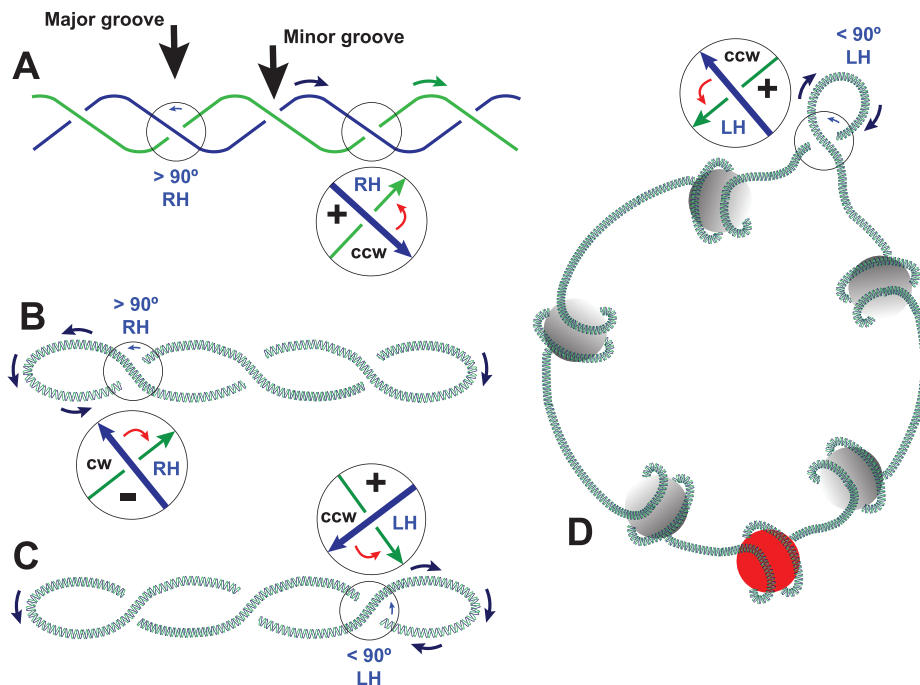 Major groove
Minor groove
A
> 90º
RH
RH
+
ccw
B
> 90º
RH
cw
RH
-
C
+
ccw
LH
< 90º
LH
D
ccw
+
LH
< 90º
LH